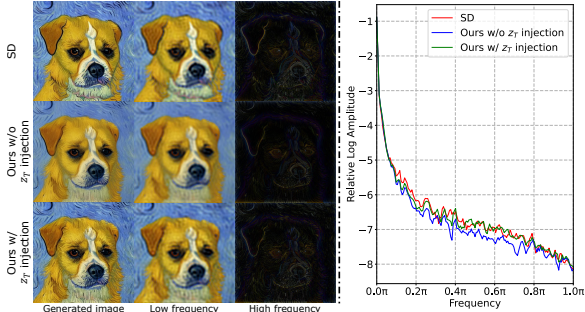 SD
Ours w/o
z_T injection
Ours w/
z_T injection
Generated image
Low frequency
High frequency
SD
Ours w/o z_T injection
Ours w/ z_T injection
Relative Log Amplitude
−1
−2
−3
−4
−5
−6
−7
−8
0.0π
0.2π
0.4π
0.6π
0.8π
1.0π
Frequency